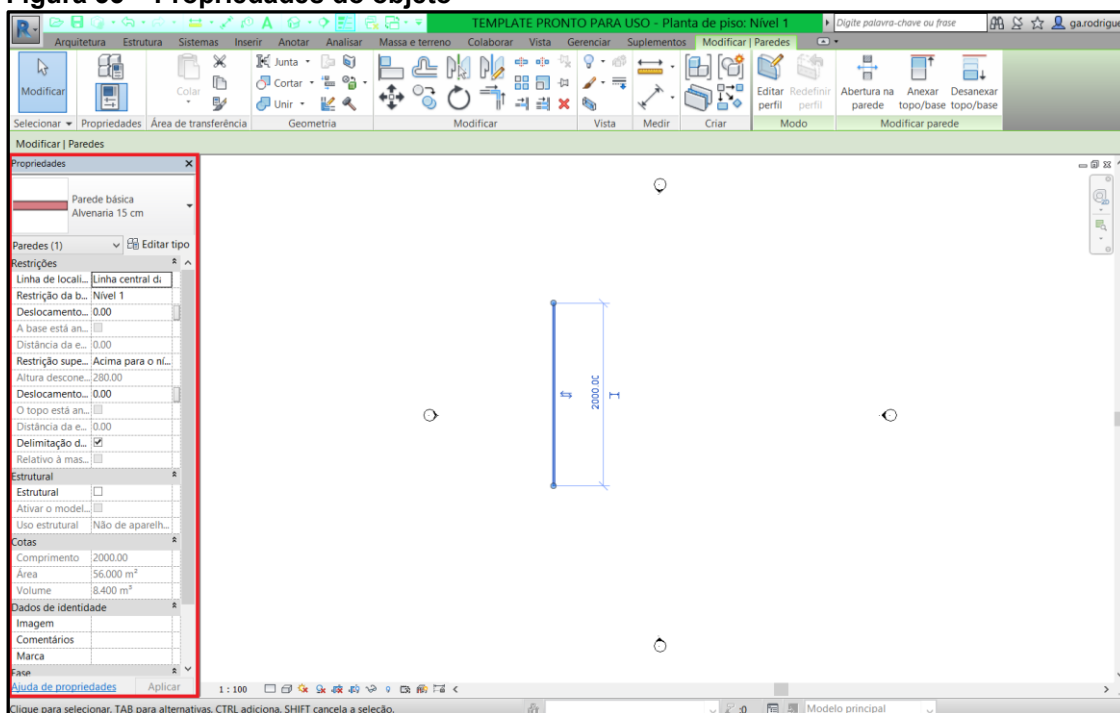 Figura 39 – Propriedades do objeto
TEMPLATE PRONTO PARA USO - Planta de piso: Nível 1
Digite palavra-chave ou frase
ga.rodrigue
Arquitetura Estrutura Sistemas Inserir Anotar Analisar Massa e terreno Colaborar Vista Gerenciar Suplementos Modificar | Paredes
Modificar
Colar
Junta
Cortar
Unir
Editar perfil
Redefinir perfil
Abertura na parede
Anexar topo/base
Desanexar topo/base
Selecionar Propriedades Área de transferência Geometria Modificar Vista Medir Criar Modo Modificar parede
Modificar | Paredes
Propriedades
Parede básica
Alvenaria 15 cm
Paredes (1) Editar tipo
Restrições
Linha de locali... Linha central d
Restrição da b... Nível 1
Deslocamento... 0.00
A base está an...
Distância da e... 0.00
Restrição supe... Acima para o ní...
Altura descone... 280.00
Deslocamento... 0.00
O topo está an...
Distância da e... 0.00
Delimitação d...
Relativo à mas...
Estrutural
Estrutural
Ativar o model...
Uso estrutural Não de aparelh...
Cotas
Comprimento 2000.00
Área 56.000 m²
Volume 8.400 m³
Dados de identidade
Imagem
Comentários
Marca
Fase
Ajuda de propriedades Aplicar
2000.00
1 : 100
Clique para selecionar, TAB para alternativas, CTRL adiciona, SHIFT cancela a seleção.
:0
Modelo principal